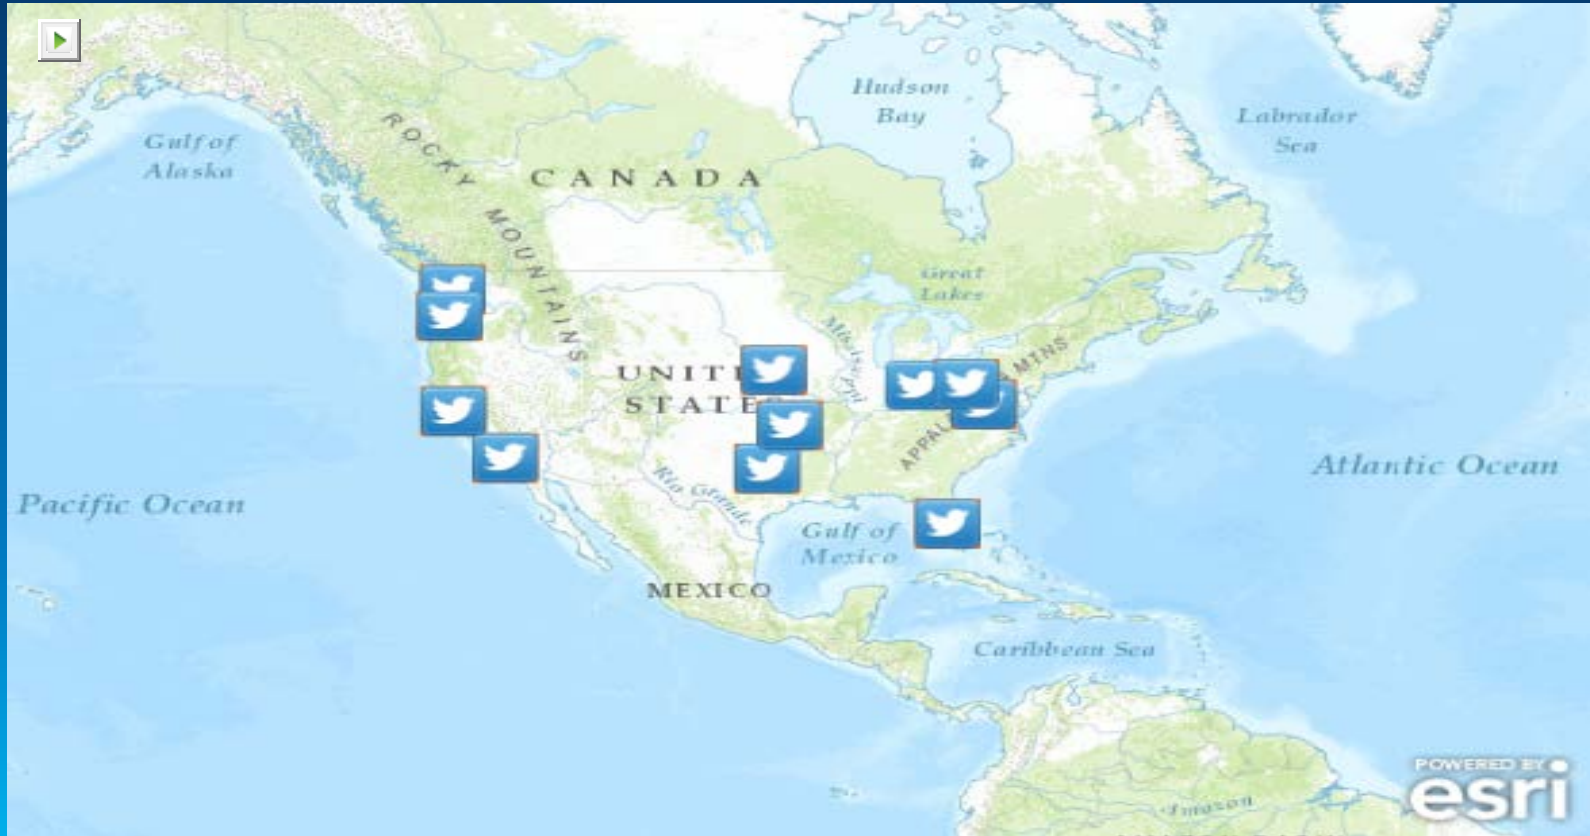 Hudson
Bay
Labrador
Sea
Gulf of
Alaska
ROCKY MOUNTAINS
CANADA
Great
Lakes
Mississippi
MTNS
UNIT
STATE
APPAL
Rio Grande
Atlantic Ocean
Pacific Ocean
Gulf of
Mexico
MEXICO
Caribbean Sea
POWERED BY
esri
Amazon